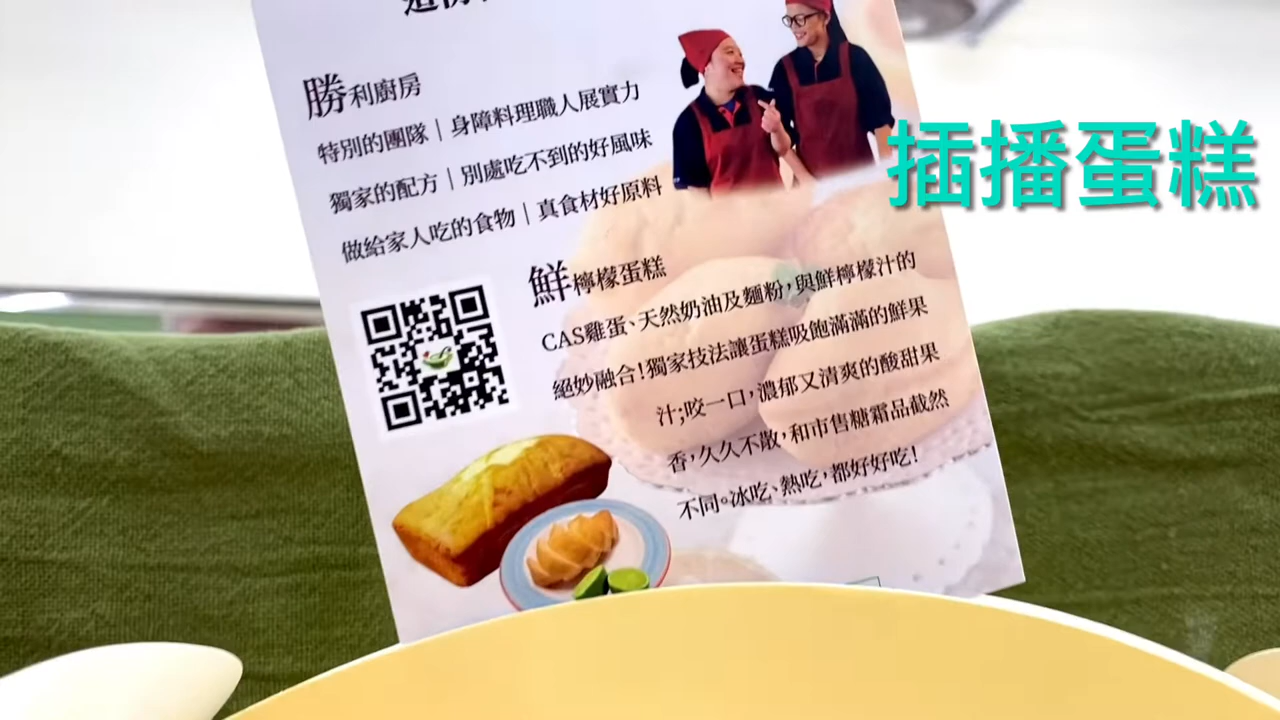 勝利廚房
特別的團隊｜身障料理職人展實力
獨家的配方｜別處吃不到的好風味
做給家人吃的食物｜真食材好原料
插播蛋糕
鮮檸檬蛋糕
CAS雞蛋、天然奶油及麵粉，與鮮檸檬汁的
絕妙融合！獨家技法讓蛋糕吸飽滿滿的鮮果
汁;咬一口，濃郁又清爽的酸甜果
香，久久不散，和市售糖霜品截然
不同。冰吃、熱吃，都好好吃！